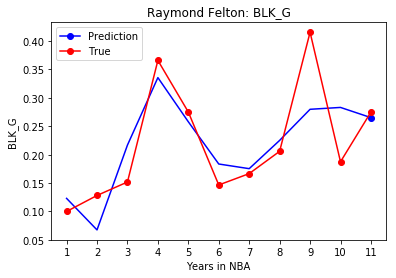 Raymond Felton: BLK_G
Prediction
True
BLK_G
0.40
0.35
0.30
0.25
0.20
0.15
0.10
0.05
1 2 3 4 5 6 7 8 9 10 11
Years in NBA